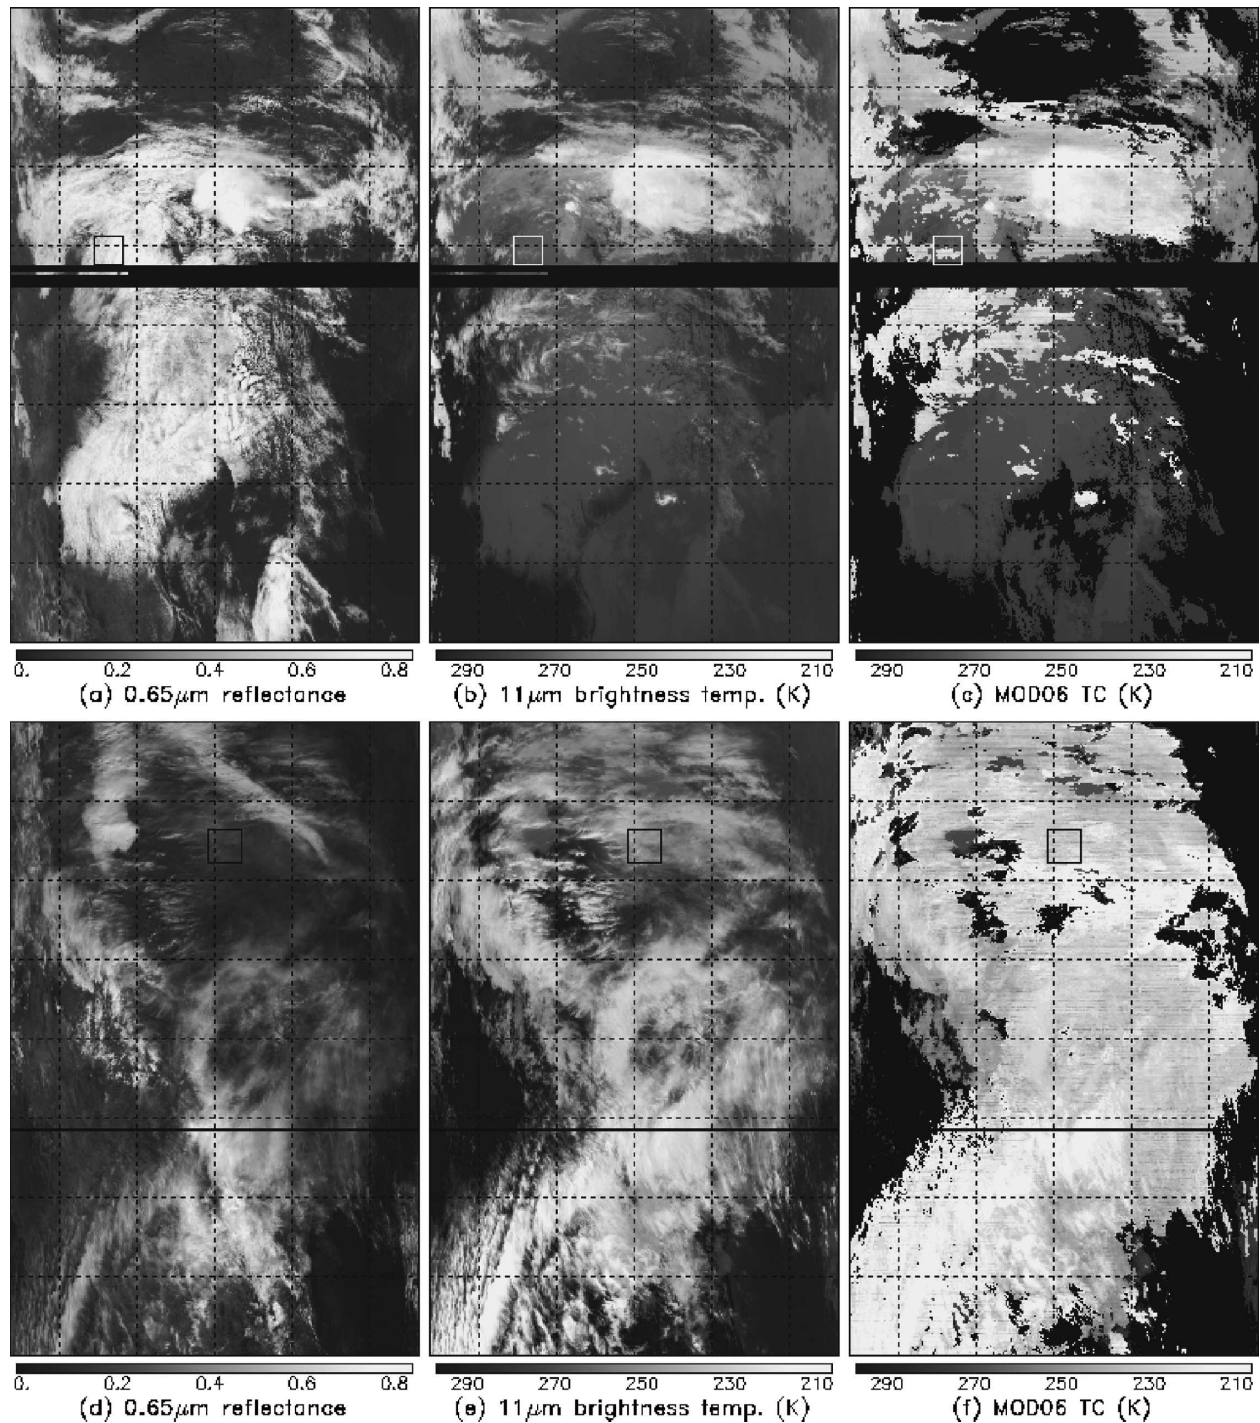 0. 0.2 0.4 0.6 0.8
(a) 0.65μm reflectance
290 270 250 230 210
(b) 11μm brightness temp. (K)
290 270 250 230 210
(c) MOD06 TC (K)
0. 0.2 0.4 0.6 0.8
(d) 0.65μm reflectance
290 270 250 230 210
(e) 11μm brightness temp. (K)
290 270 250 230 210
(f) MOD06 TC (K)